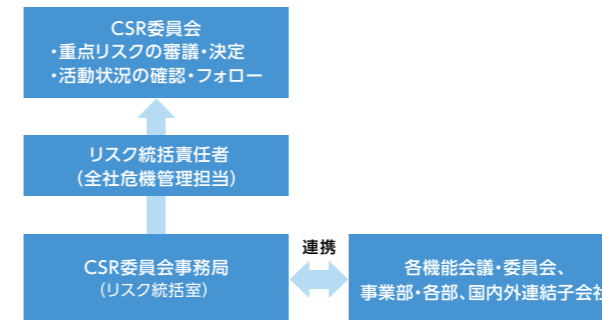 CSR委員会
・重点リスクの審議・決定
・活動状況の確認・フォロー
リスク統括責任者
（全社危機管理担当）
CSR委員会事務局
（リスク統括室）
連携
各機能会議・委員会、
事業部・各部、国内外連結子会社